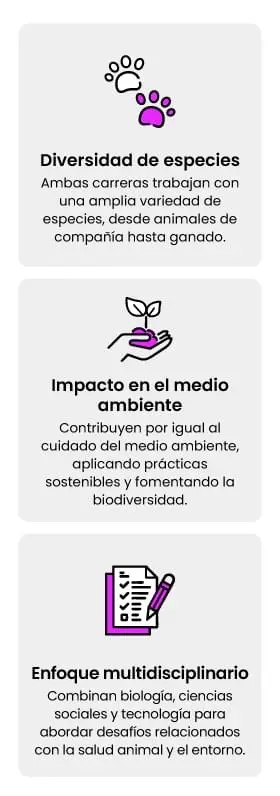 Diversidad de especies
Ambas carreras trabajan con
una amplia variedad de
especies, desde animales de
compañía hasta ganado.
Impacto en el medio
ambiente
Contribuyen por igual al
cuidado del medio ambiente,
aplicando prácticas
sostenibles y fomentando la
biodiversidad.
Enfoque multidisciplinario
Combinan biología, ciencias
sociales y tecnología para
abordar desafíos relacionados
con la salud animal y el entorno.